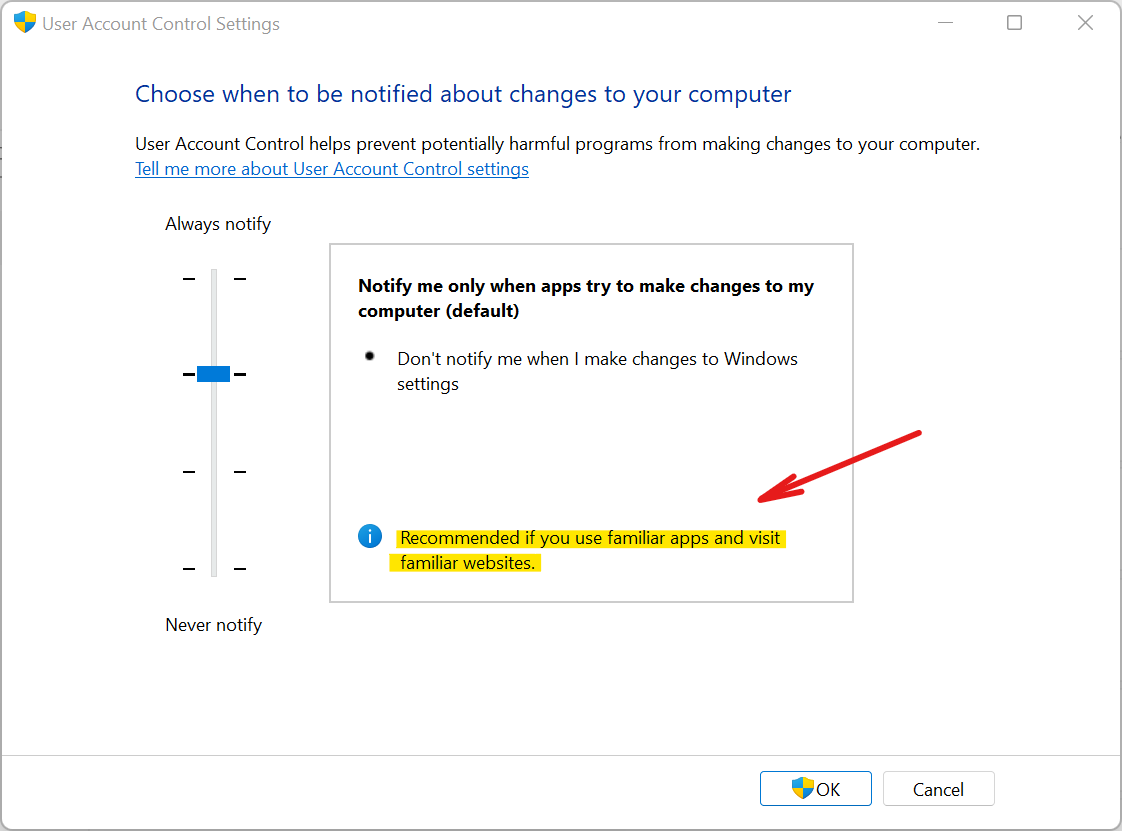 User Account Control Settings
Choose when to be notified about changes to your computer
User Account Control helps prevent potentially harmful programs from making changes to your computer.
Tell me more about User Account Control settings
Always notify
Notify me only when apps try to make changes to my
computer (default)
Don't notify me when I make changes to Windows
settings
Recommended if you use familiar apps and visit
familiar websites.
Never notify
OK
Cancel